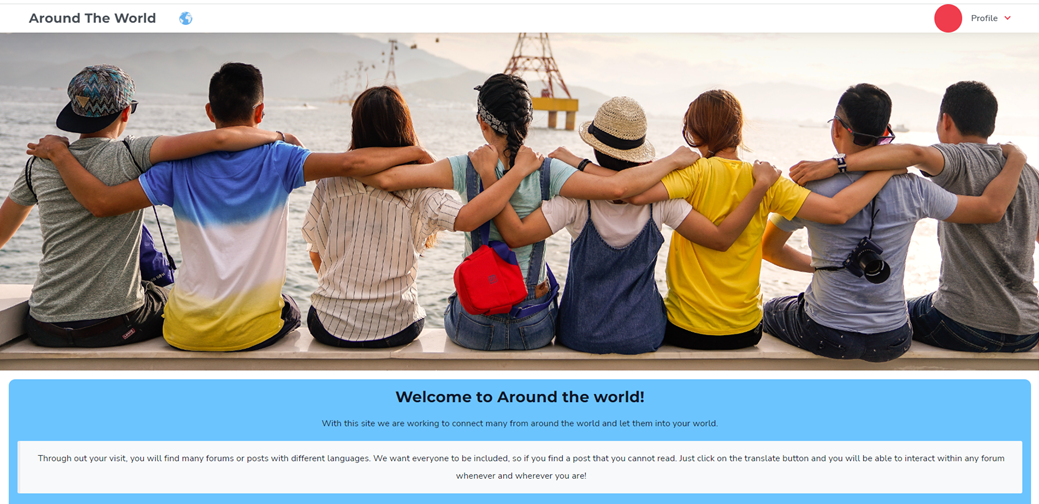 Around The World
Profile
Welcome to Around the world!
With this site we are working to connect many from around the world and let them into your world.
Through out your visit, you will find many forums or posts with different languages. We want everyone to be included, so if you find a post that you cannot read. Just click on the translate button and you will be able to interact within any forum
whenever and wherever you are!